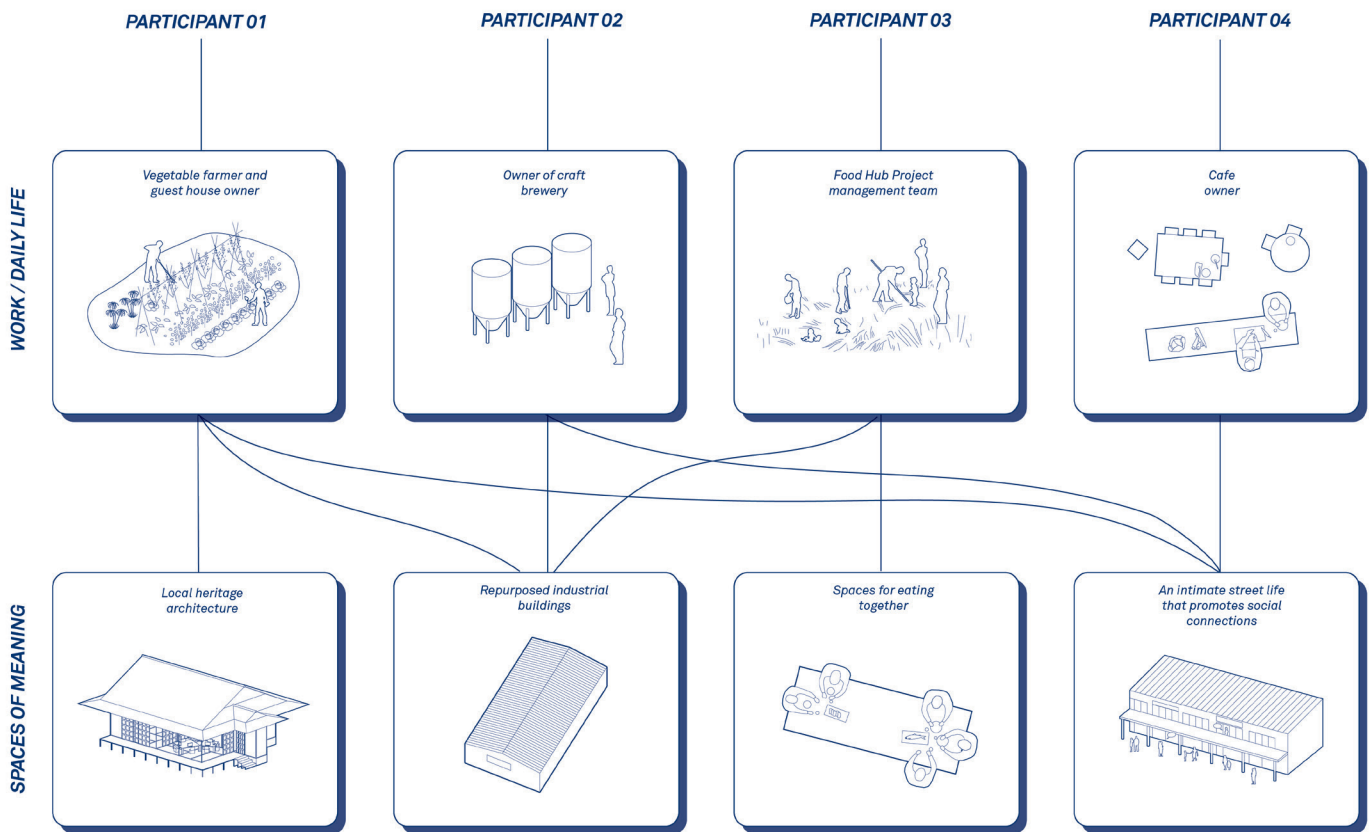 PARTICIPANT 01
PARTICIPANT 02
PARTICIPANT 03
PARTICIPANT 04
WORK / DAILY LIFE
Vegetable farmer and
guest house owner
Owner of craft
brewery
Food Hub Project
management team
Cafe
owner
SPACES OF MEANING
Local heritage
architecture
Repurposed industrial
buildings
Spaces for eating
together
An intimate street life
that promotes social
connections